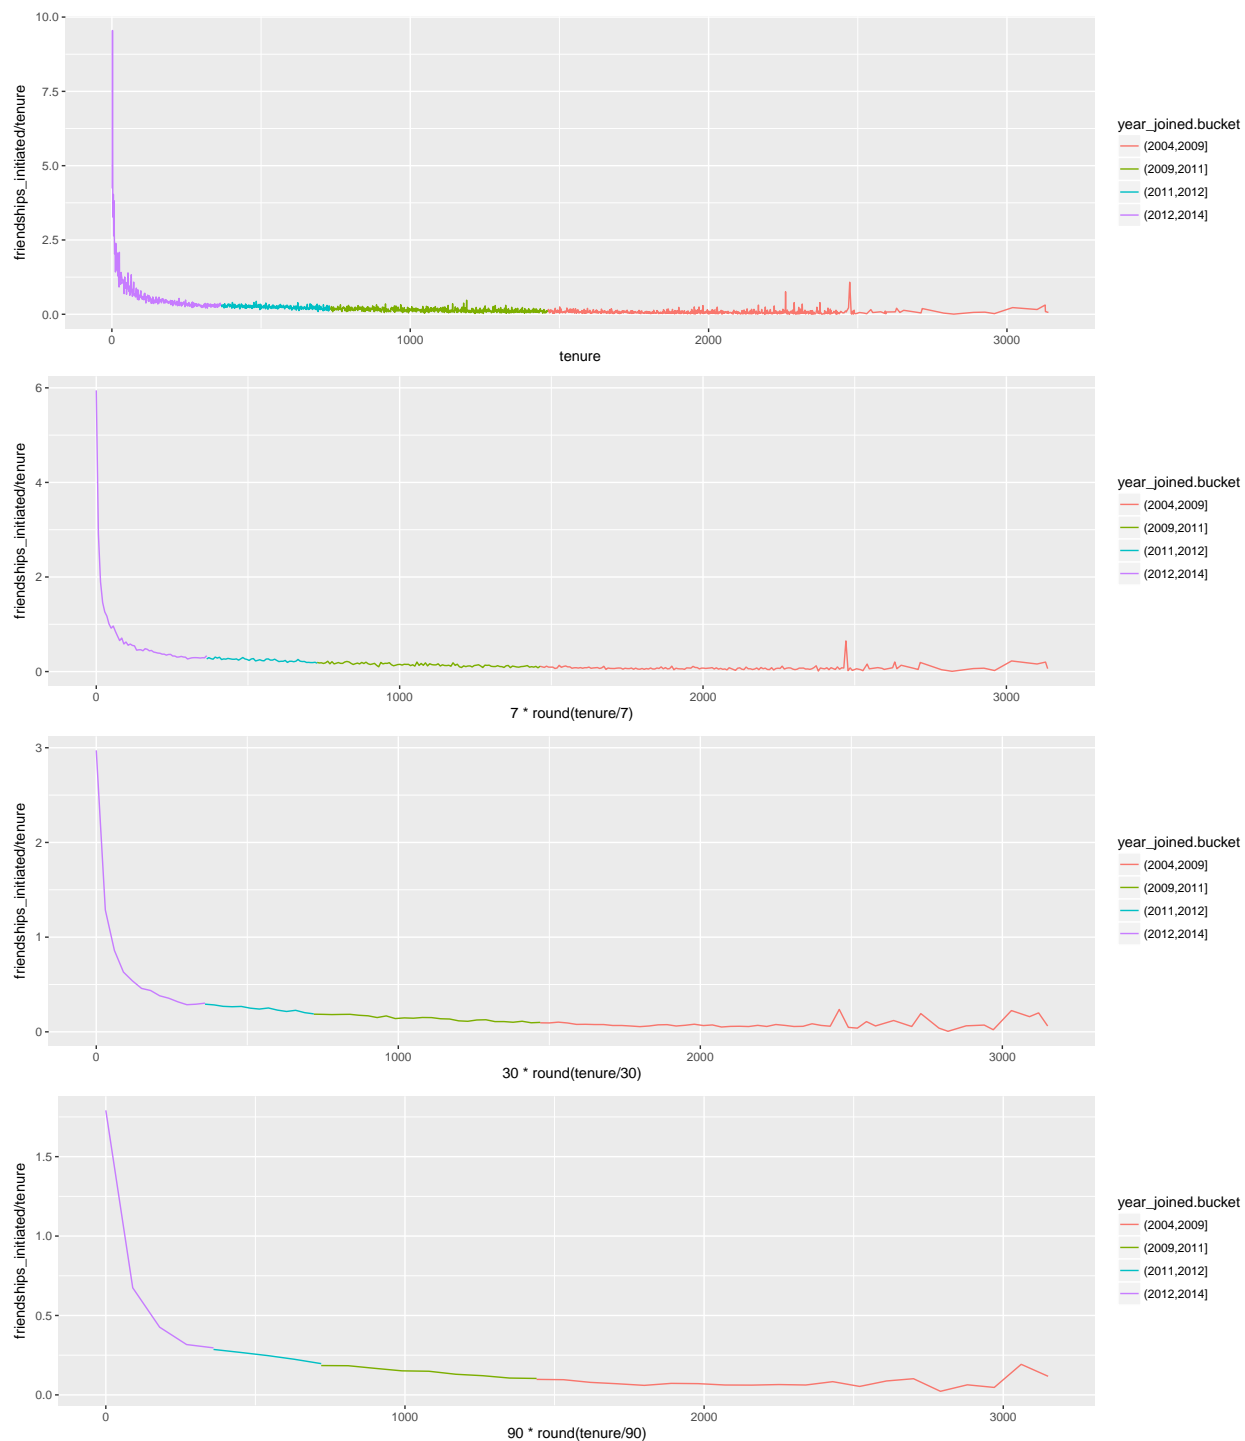 10.0
7.5
5.0
2.5
0.0
friendships_initiated/tenure
0 1000 2000 3000
tenure
year_joined.bucket
(2004,2009]
(2009,2011]
(2011,2012]
(2012,2014]
6
4
2
0
friendships_initiated/tenure
0 1000 2000 3000
7 * round(tenure/7)
year_joined.bucket
(2004,2009]
(2009,2011]
(2011,2012]
(2012,2014]
3
2
1
0
friendships_initiated/tenure
0 1000 2000 3000
30 * round(tenure/30)
year_joined.bucket
(2004,2009]
(2009,2011]
(2011,2012]
(2012,2014]
1.5
1.0
0.5
0.0
friendships_initiated/tenure
0 1000 2000 3000
90 * round(tenure/90)
year_joined.bucket
(2004,2009]
(2009,2011]
(2011,2012]
(2012,2014]